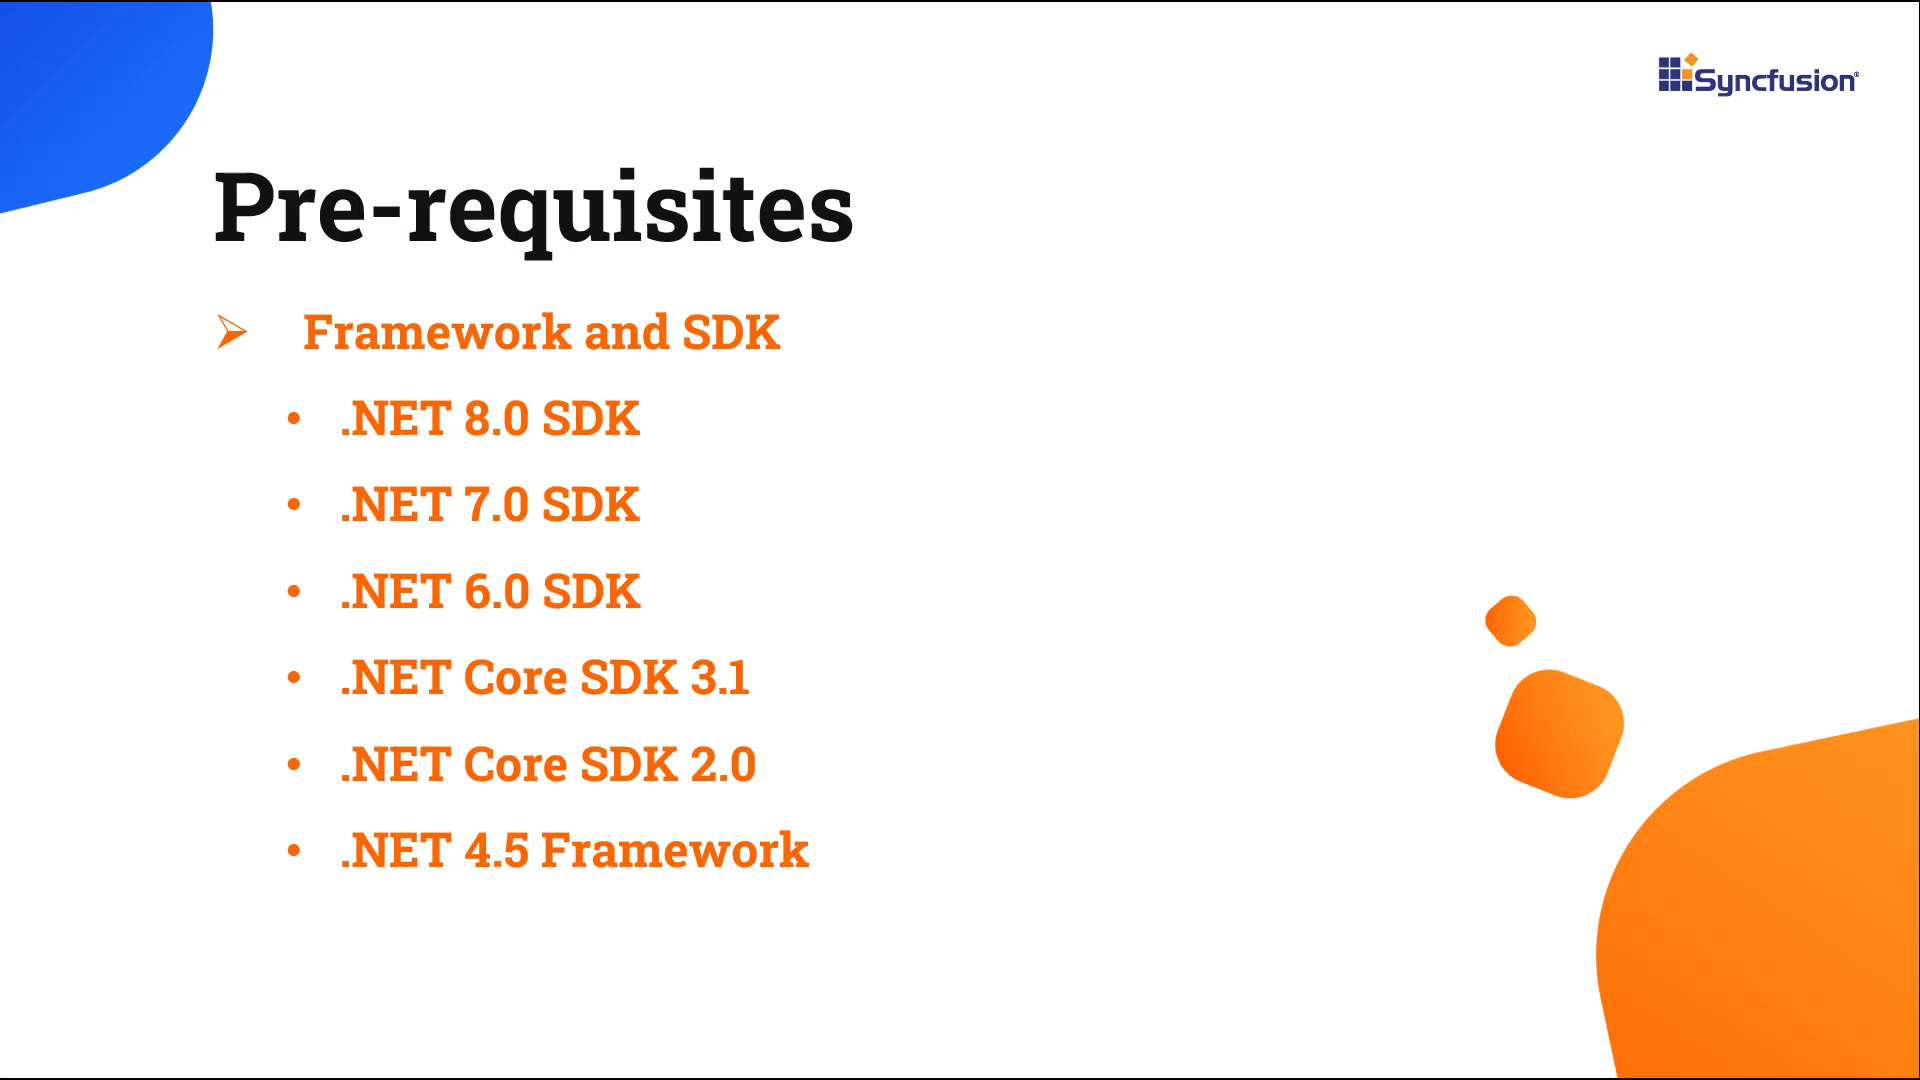 Syncfusion®
Pre-requisites
➢ Framework and SDK
• .NET 8.0 SDK
• .NET 7.0 SDK
• .NET 6.0 SDK
• .NET Core SDK 3.1
• .NET Core SDK 2.0
• .NET 4.5 Framework